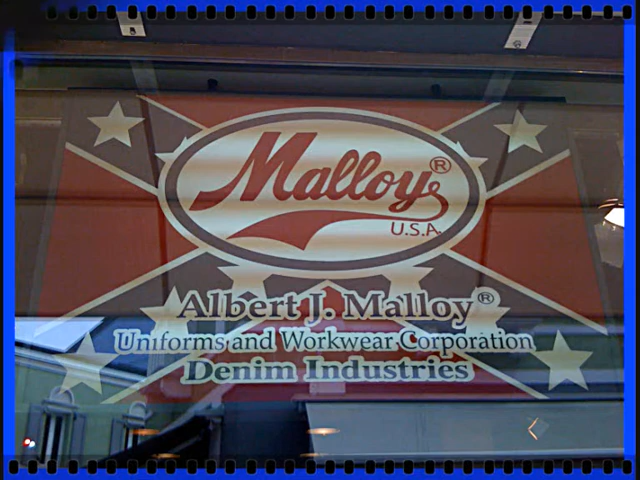 Malloy®
U.S.A.
Albert J. Malloy®
Uniforms and Workwear Corporation
Denim Industries